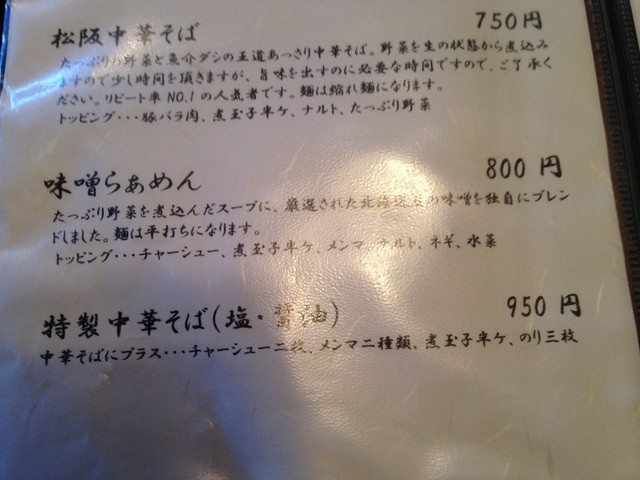 松阪中華そば 750円
たっぷりの野菜と魚介ダシの王道あっさり中華そば。野菜を生の状態から煮込み
ますので少し時間を頂きますが、旨味を出すのに必要な時間ですので、ご了承く
ださい。リピート率NO.1の人気者です。麺は縮れ麺になります。
トッピング・・・豚バラ肉、煮玉子半ケ、ナルト、たっぷり野菜
味噌らあめん 800円
たっぷり野菜を煮込んだスープに、厳選された北海道産の味噌を独自にブレン
ドしました。麺は平打ちになります。
トッピング・・・チャーシュー、煮玉子半ケ、メンマ、ナルト、ネギ、水菜
特製中華そば(塩・醤油) 950円
中華そばにプラス・・・チャーシュー二枚、メンマ二種類、煮玉子半ケ、のり三枚